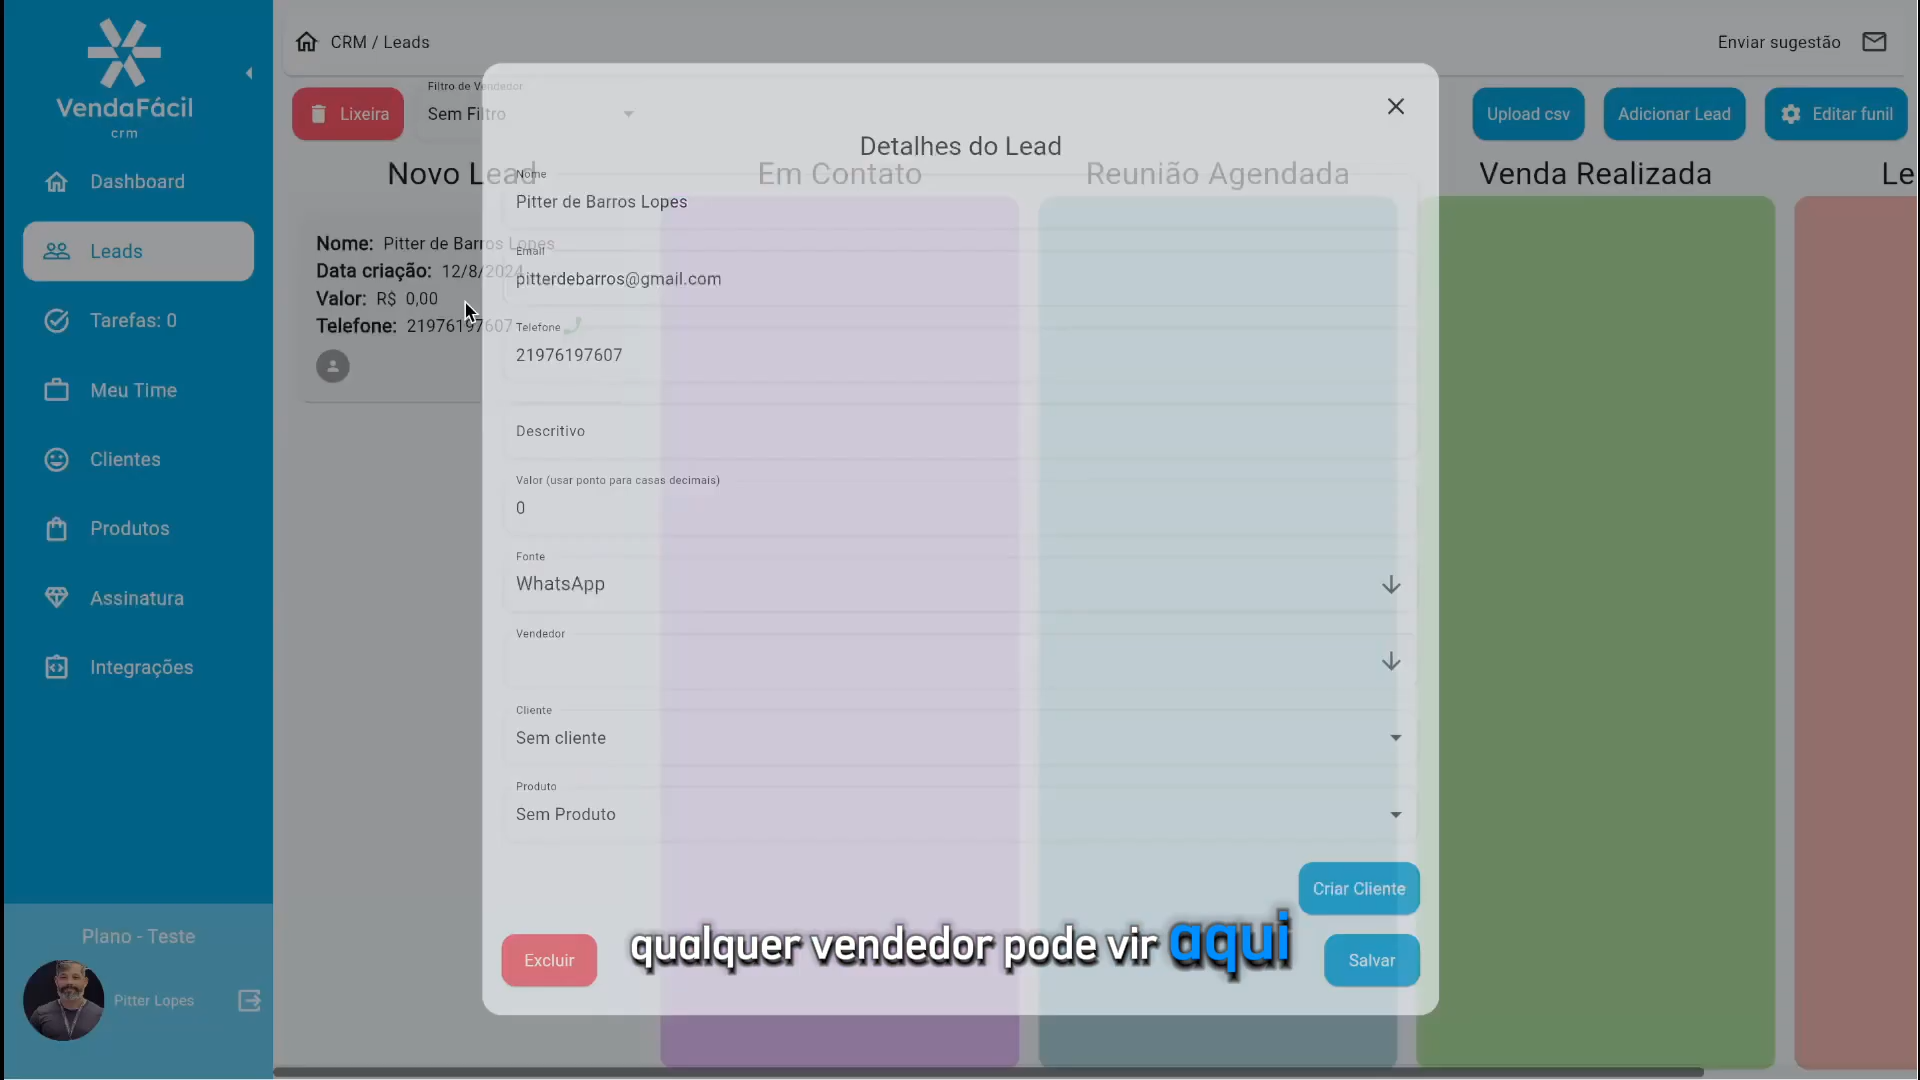 VendaFácil
crm
Dashboard
Leads
Tarefas: 0
Meu Time
Clientes
Produtos
Assinatura
Integrações
Plano - Teste
Pitter Lopes
CRM / Leads
Enviar sugestão
Lixeira
Filtro de Vendedor
Sem Filtro
Upload csv
Adicionar Lead
Editar funil
Novo Lead
Em Contato
Reunião Agendada
Venda Realizada
Le
Nome: Pitter de Barros Lopes
Data criação: 12/8/2024
Valor: R$ 0,00
Telefone: 21976197607
Detalhes do Lead
Nome
Pitter de Barros Lopes
Email
pitterdebarros@gmail.com
Telefone
21976197607
Descritivo
Valor (usar ponto para casas decimais)
0
Fonte
WhatsApp
Vendedor
Cliente
Sem cliente
Produto
Sem Produto
Criar Cliente
Excluir
Salvar
qualquer vendedor pode vir aqui